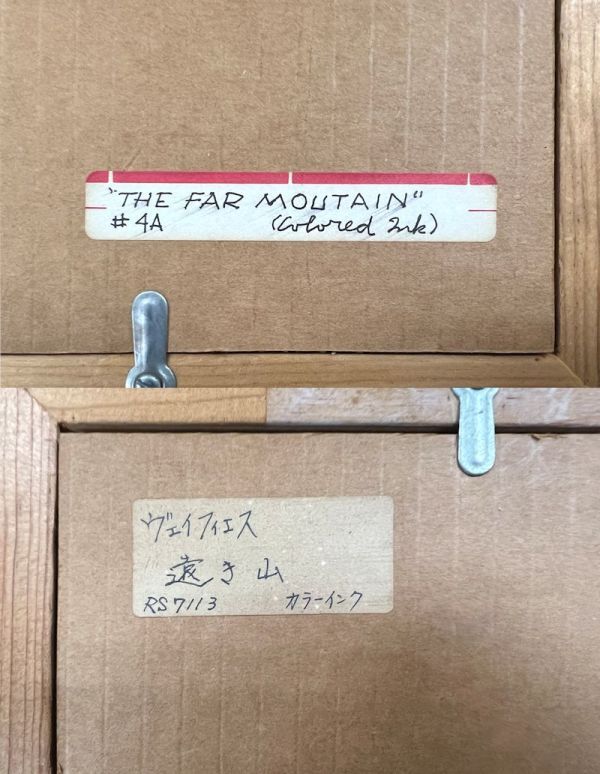 "THE FAR MOUTAIN"
#4A (Colored Ink)
ヴェイフィエス
遠き山
RS7113 カラーインク